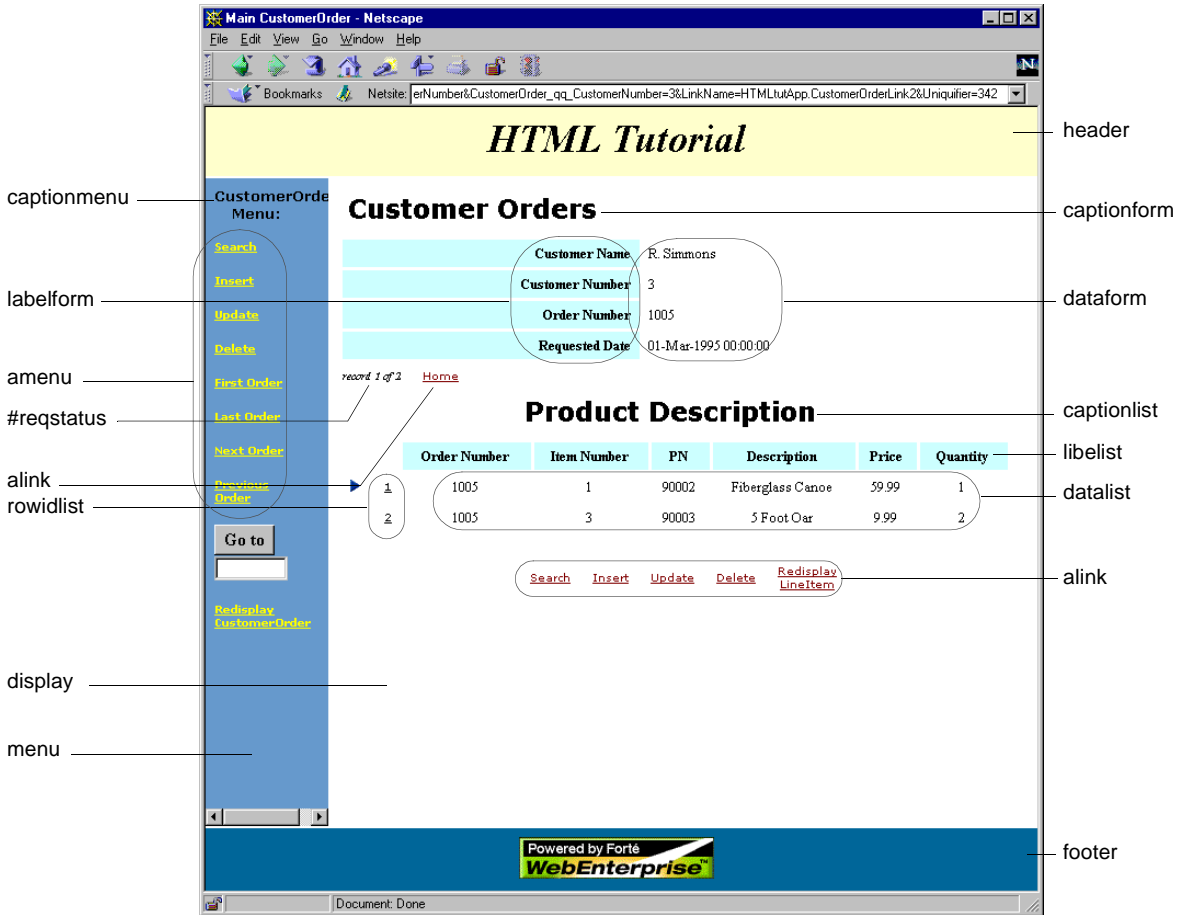 Main CustomerOrder - Netscape
File Edit View Go Window Help
N
Bookmarks Netsite: erNumber&CustomerOrder_qq_CustomerNumber=3&LinkName=HTMLtutApp.CustomerOrderLink2&Uniquifier=342
HTML Tutorial
header
captionmenu
CustomerOrde
Menu:
Customer Orders
captionform
Search
Insert
Update
Delete
First Order
Last Order
Next Order
Previous
Order
Go to
Redisplay
CustomerOrder
labelform
Customer Name R. Simmons
Customer Number 3
Order Number 1005
Requested Date 01-Mar-1995 00:00:00
dataform
amenu
#reqstatus
record 1 of 2 Home
Product Description
captionlist
Order Number Item Number PN Description Price Quantity
libelist
alink
rowidlist
1 1005 1 90002 Fiberglass Canoe 59.99 1
2 1005 3 90003 5 Foot Oar 9.99 2
datalist
Search Insert Update Delete Redisplay
LineItem
alink
display
menu
Powered by Forté
WebEnterprise™
footer
Document: Done